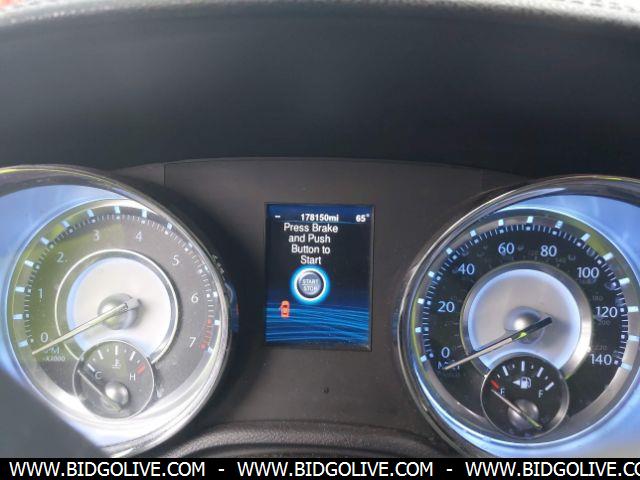 - 178150mi 65°
Press Brake
and Push
Button to
Start
START
STOP
0 1 2 3 4 5 6 7
X1000
C H
0 20 40 60 80 100 120 140
F F
WWW.BIDGOLIVE.COM - WWW.BIDGOLIVE.COM - WWW.BIDGOLIVE.COM